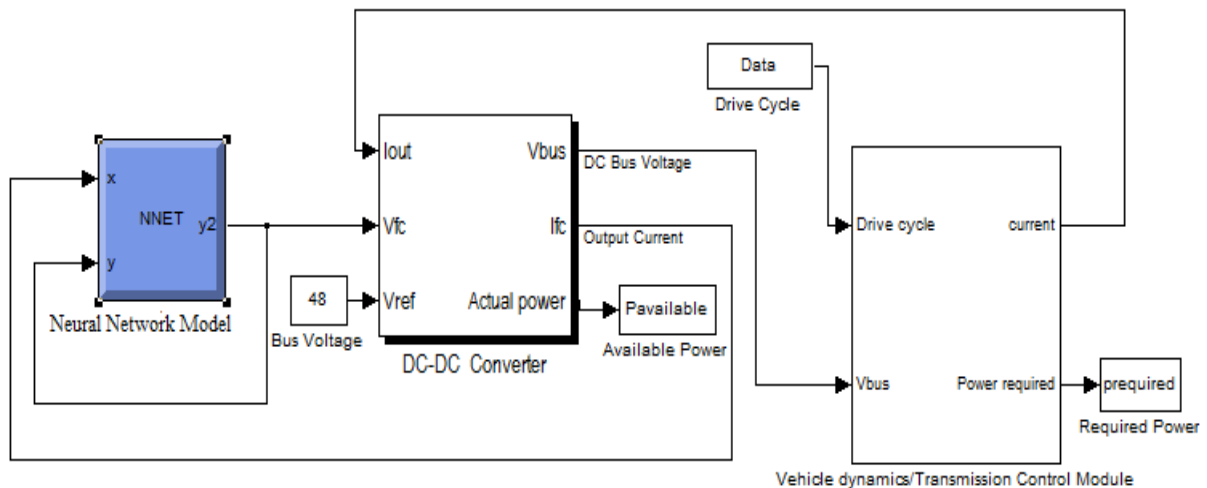 Data
Drive Cycle
x
NNET
y2
y
Neural Network Model
Iout
Vbus
Vfc
Ifc
Vref
Actual power
DC-DC Converter
48
Bus Voltage
DC Bus Voltage
Output Current
Pavailable
Available Power
Drive cycle
current
Vbus
Power required
Vehicle dynamics/Transmission Control Module
prequired
Required Power